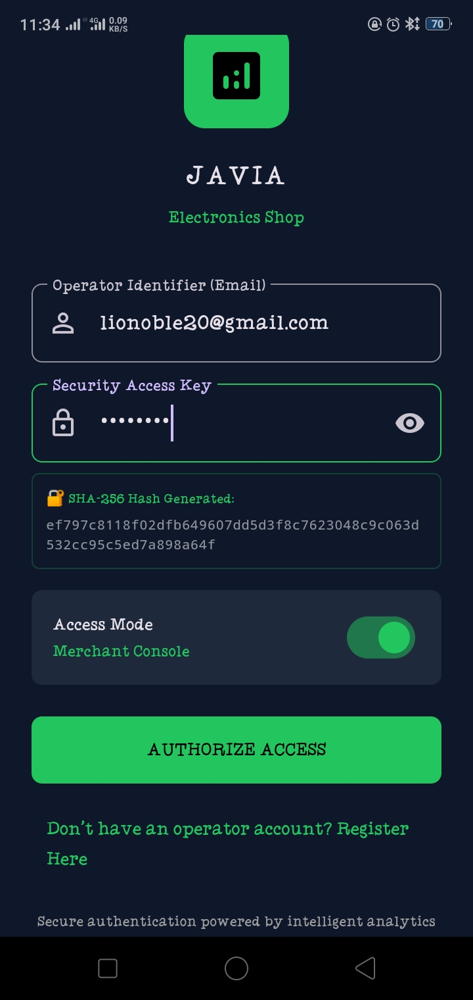 11:34 4G 0.09 KB/S 70
JAVIA
Electronics Shop
Operator Identifier (Email)
lionoble20@gmail.com
Security Access Key
••••••••
🔐 SHA-256 Hash Generated:
ef797c8118f02dfb649607dd5d3f8c7623048c9c063d
532cc95c5ed7a898a64f
Access Mode
Merchant Console
AUTHORIZE ACCESS
Don't have an operator account? Register
Here
Secure authentication powered by intelligent analytics